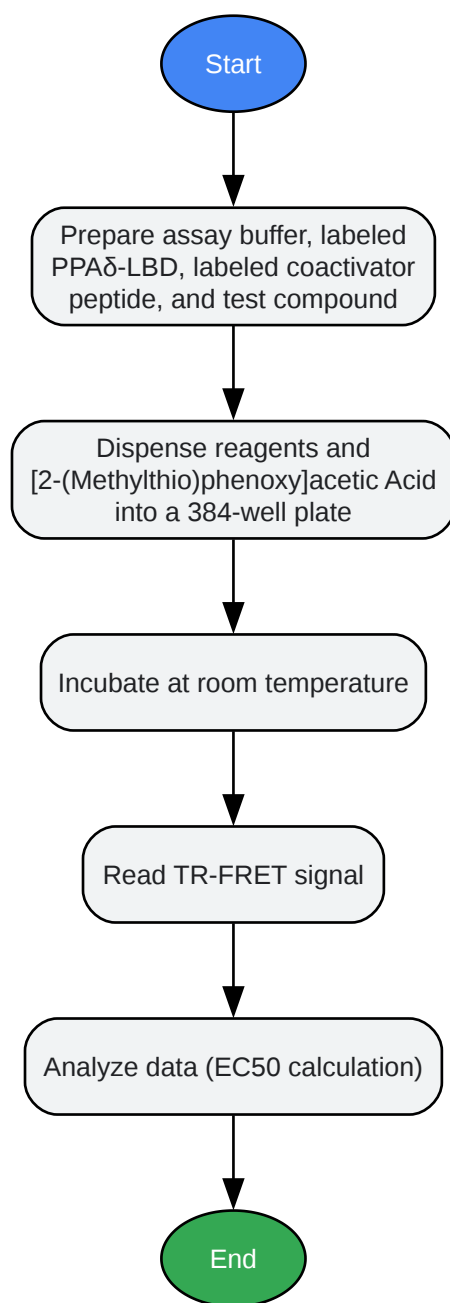 Start
Prepare assay buffer, labeled
PPAδ-LBD, labeled coactivator
peptide, and test compound
Dispense reagents and
[2-(Methylthio)phenoxy]acetic Acid
into a 384-well plate
Incubate at room temperature
Read TR-FRET signal
Analyze data (EC50 calculation)
End